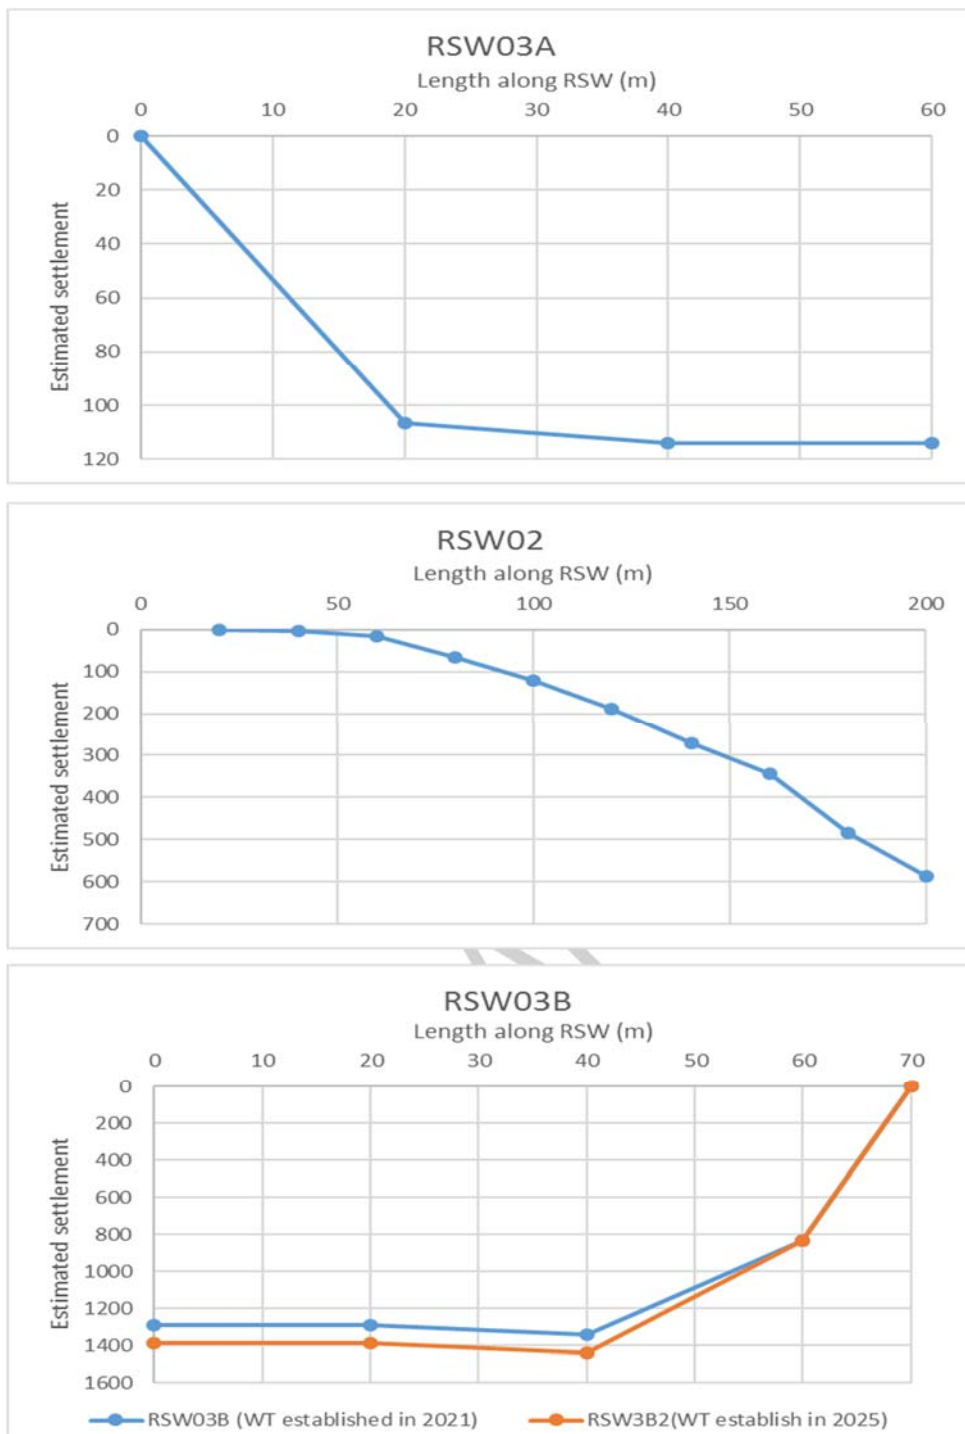 RSW03A
Length along RSW (m)
0 10 20 30 40 50 60
0
20
40
60
80
100
120
Estimated settlement
RSW02
Length along RSW (m)
0 50 100 150 200
0
100
200
300
400
500
600
700
Estimated settlement
RSW03B
Length along RSW (m)
0 10 20 30 40 50 60 70
0
200
400
600
800
1000
1200
1400
1600
Estimated settlement
RSW03B (WT established in 2021) RSW3B2(WT establish in 2025)